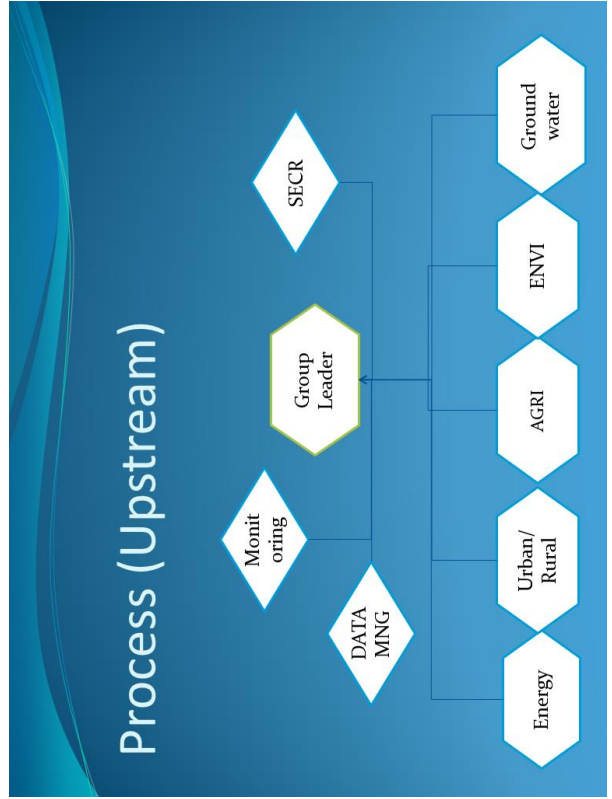 Process (Upstream)
Monit
oring
SECR
Group
Leader
DATA
MNG
Energy
Urban/
Rural
AGRI
ENVI
Ground
water